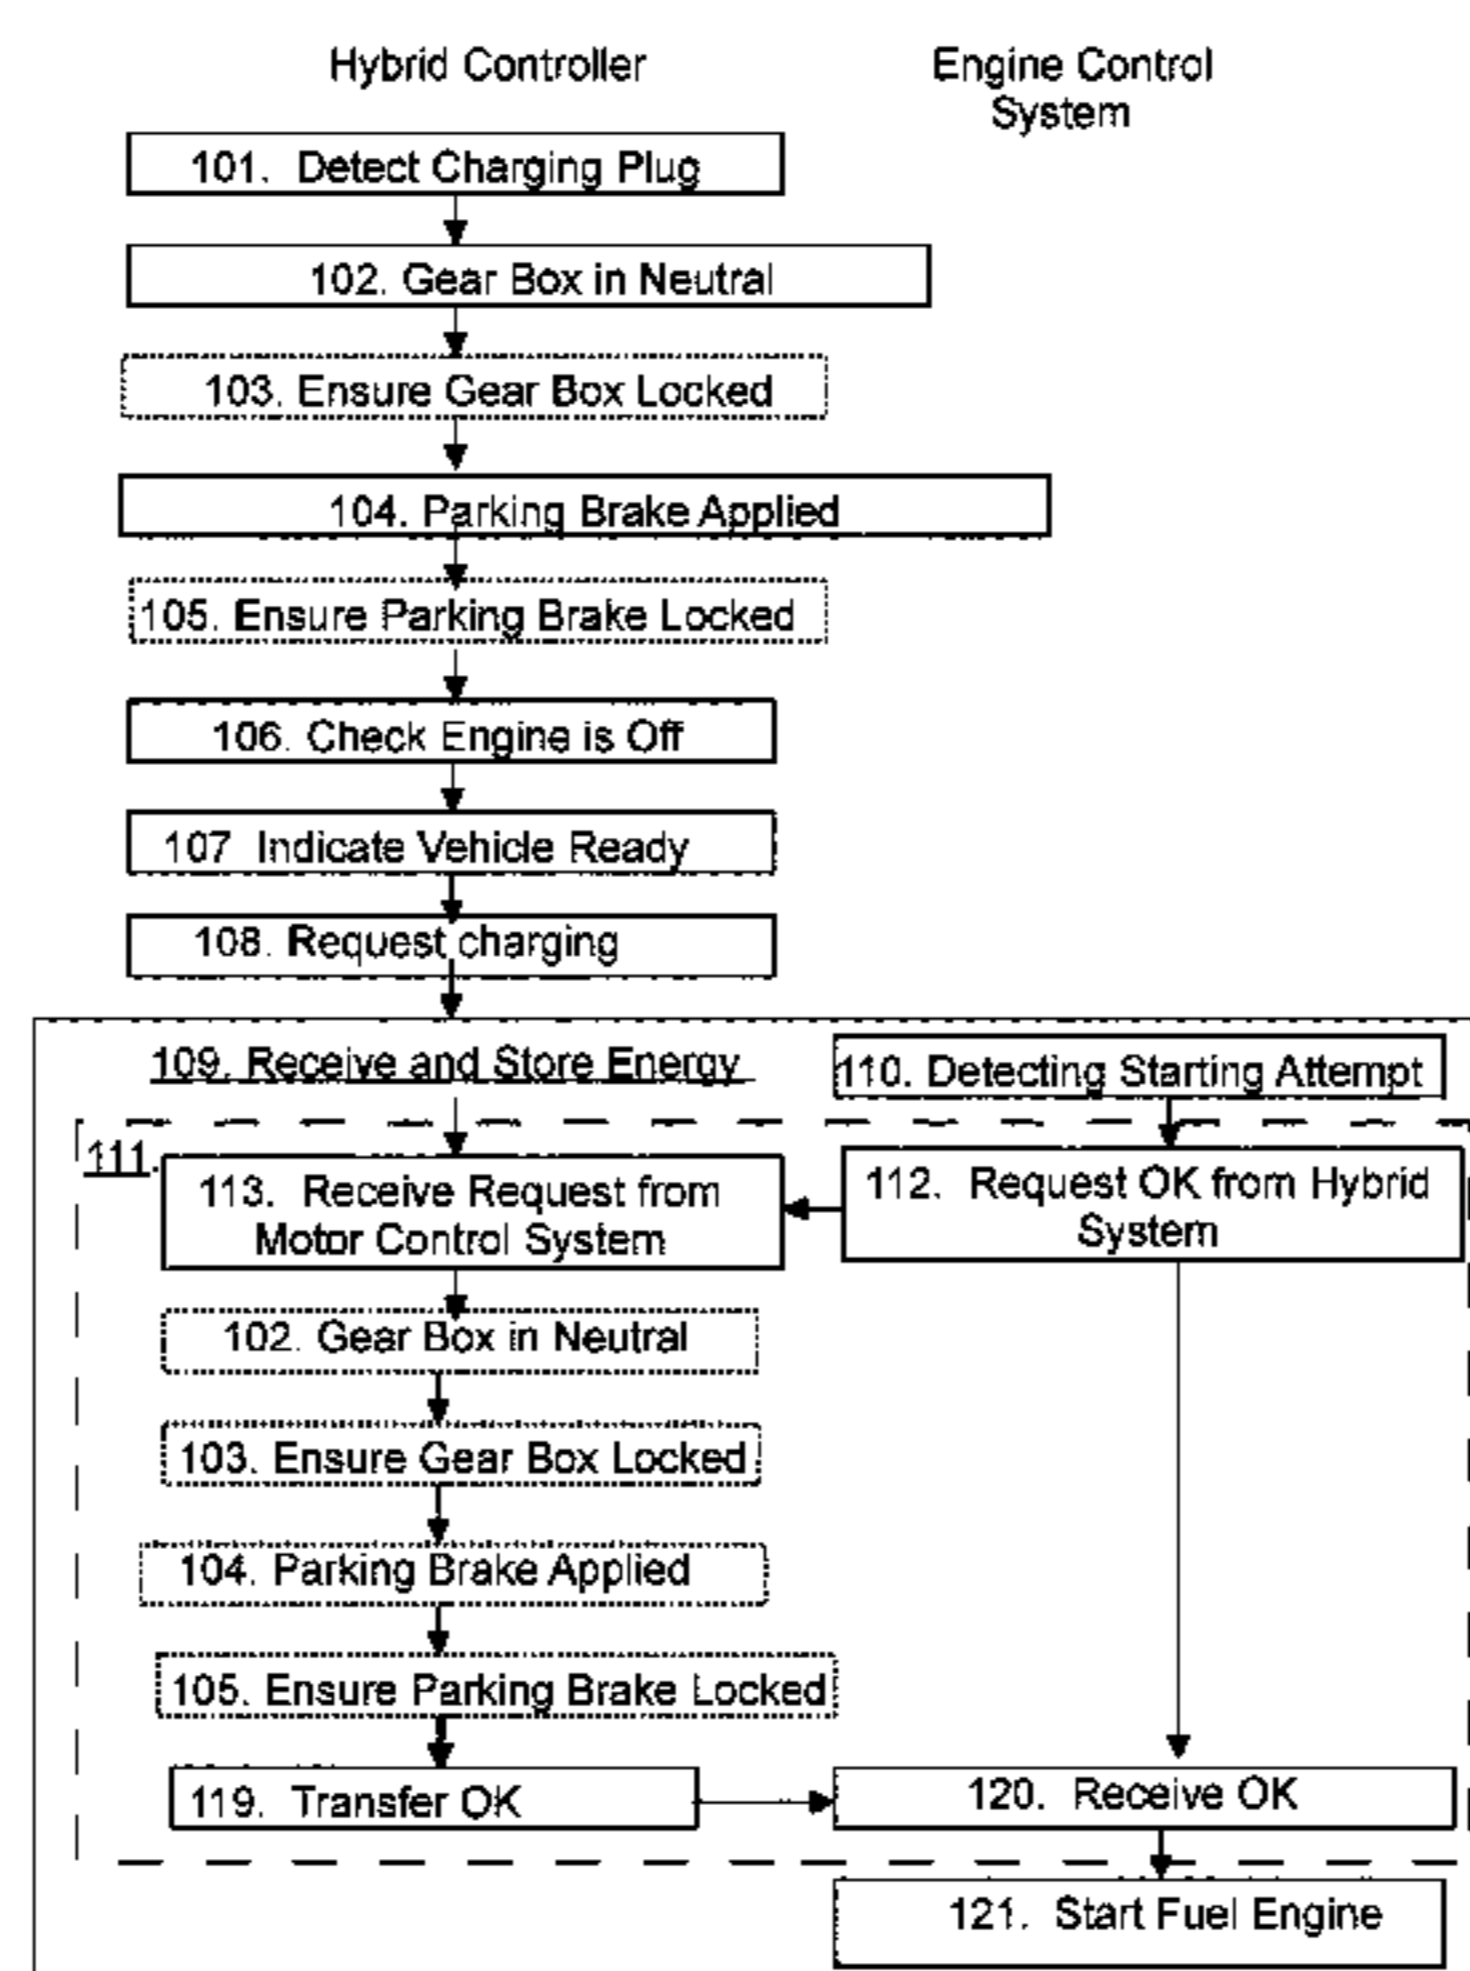 Hybrid Controller
Engine Control
System
101. Detect Charging Plug
102. Gear Box in Neutral
103. Ensure Gear Box Locked
104. Parking Brake Applied
105. Ensure Parking Brake Locked
106. Check Engine is Off
107 Indicate Vehicle Ready
108. Request charging
109. Receive and Store Energy
110. Detecting Starting Attempt
111.
113. Receive Request from
Motor Control System
112. Request OK from Hybrid
System
102. Gear Box in Neutral
103. Ensure Gear Box Locked
104. Parking Brake Applied
105. Ensure Parking Brake Locked
119. Transfer OK
120. Receive OK
121. Start Fuel Engine